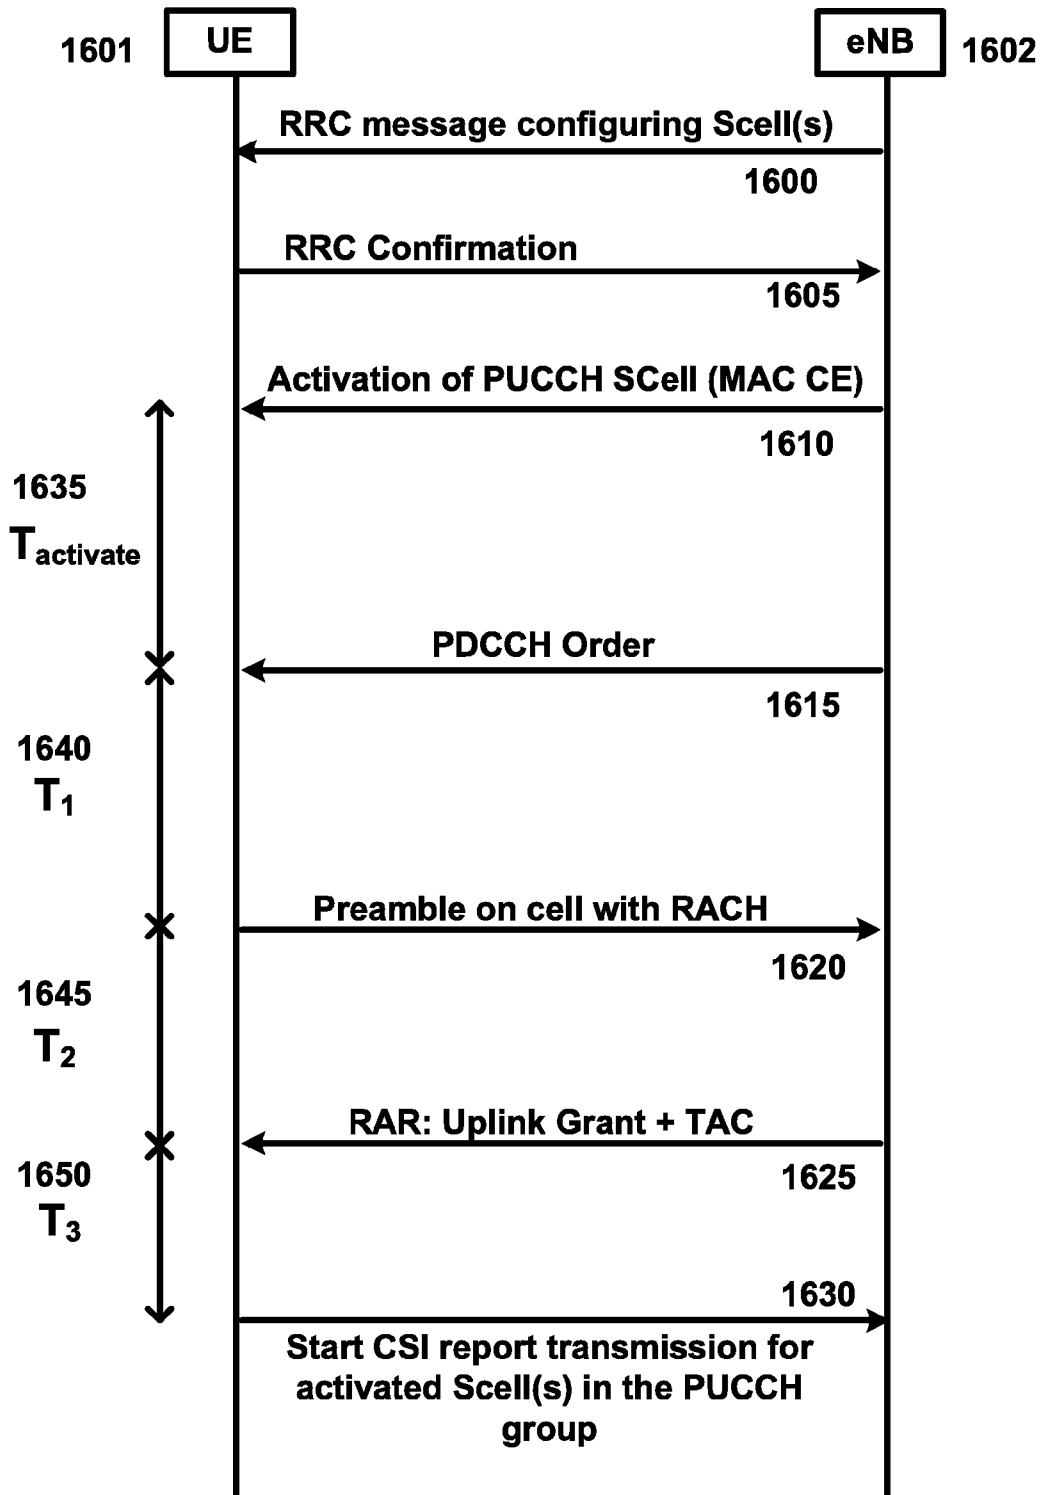 1601
UE
eNB
1602
RRC message configuring Scell(s)
1600
RRC Confirmation
1605
Activation of PUCCH SCell (MAC CE)
1610
1635
Tactivate
PDCCH Order
1615
1640
T1
Preamble on cell with RACH
1620
1645
T2
RAR: Uplink Grant + TAC
1625
1650
T3
1630
Start CSI report transmission for
activated Scell(s) in the PUCCH
group